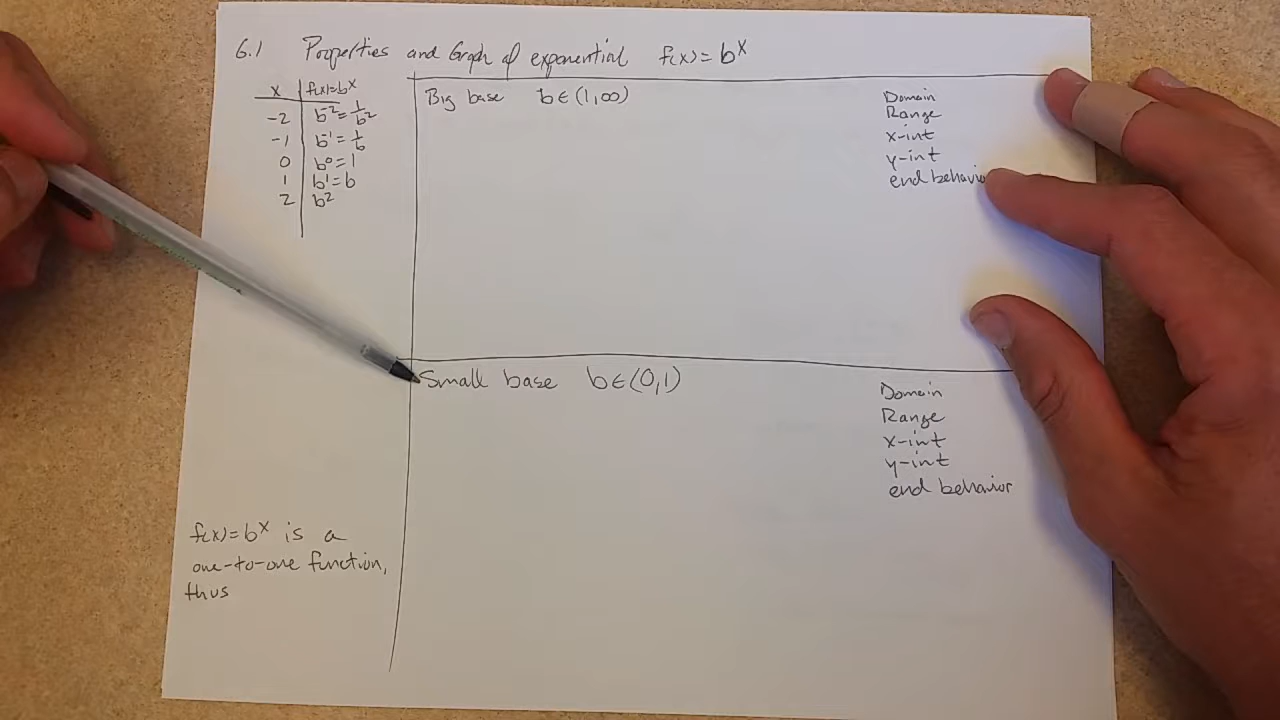 6.1 Properties and Graph of exponential f(x)= b^x
x f(x)=b^x
-2 b^-2 = 1/b^2
-1 b^-1 = 1/b
0 b^0 = 1
1 b^1 = b
2 b^2
Big base b∈(1,∞)
Domain
Range
x-int
y-int
end behavior
Small base b∈(0,1)
Domain
Range
x-int
y-int
end behavior
f(x)=b^x is a
one-to-one function,
thus